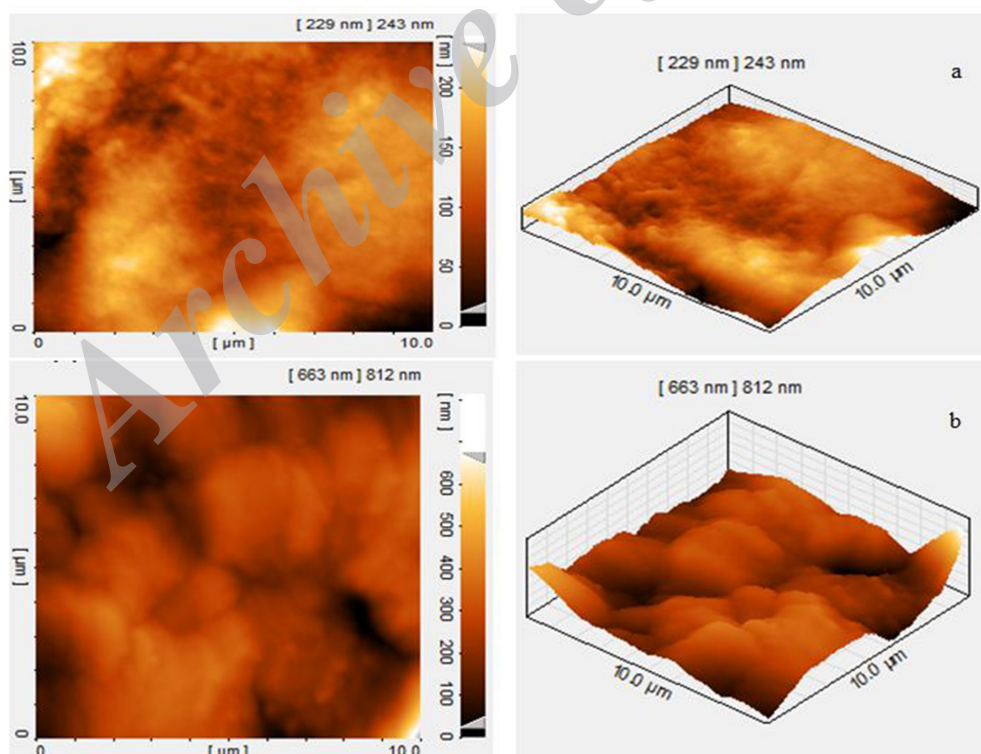 [ 229 nm ] 243 nm
10.0
[ µm ]
0
0
[ µm ]
10.0
[ nm ]
200
150
100
50
0
[ 229 nm ] 243 nm
a
10.0 µm
10.0 µm
[ 663 nm ] 812 nm
10.0
[ µm ]
0
0
[ µm ]
10.0
[ nm ]
600
500
400
300
200
100
0
[ 663 nm ] 812 nm
b
10.0 µm
10.0 µm
Archive